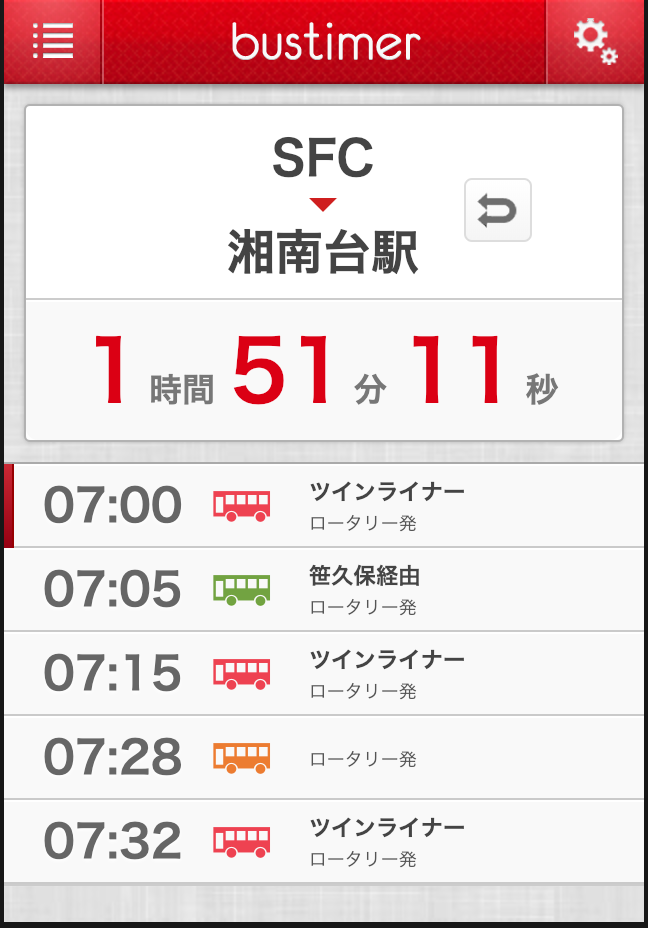 bustimer
SFC
湘南台駅
1 時間 51 分 11 秒
07:00 ツインライナー
ロータリー発
07:05 笹久保経由
ロータリー発
07:15 ツインライナー
ロータリー発
07:28 ロータリー発
07:32 ツインライナー
ロータリー発